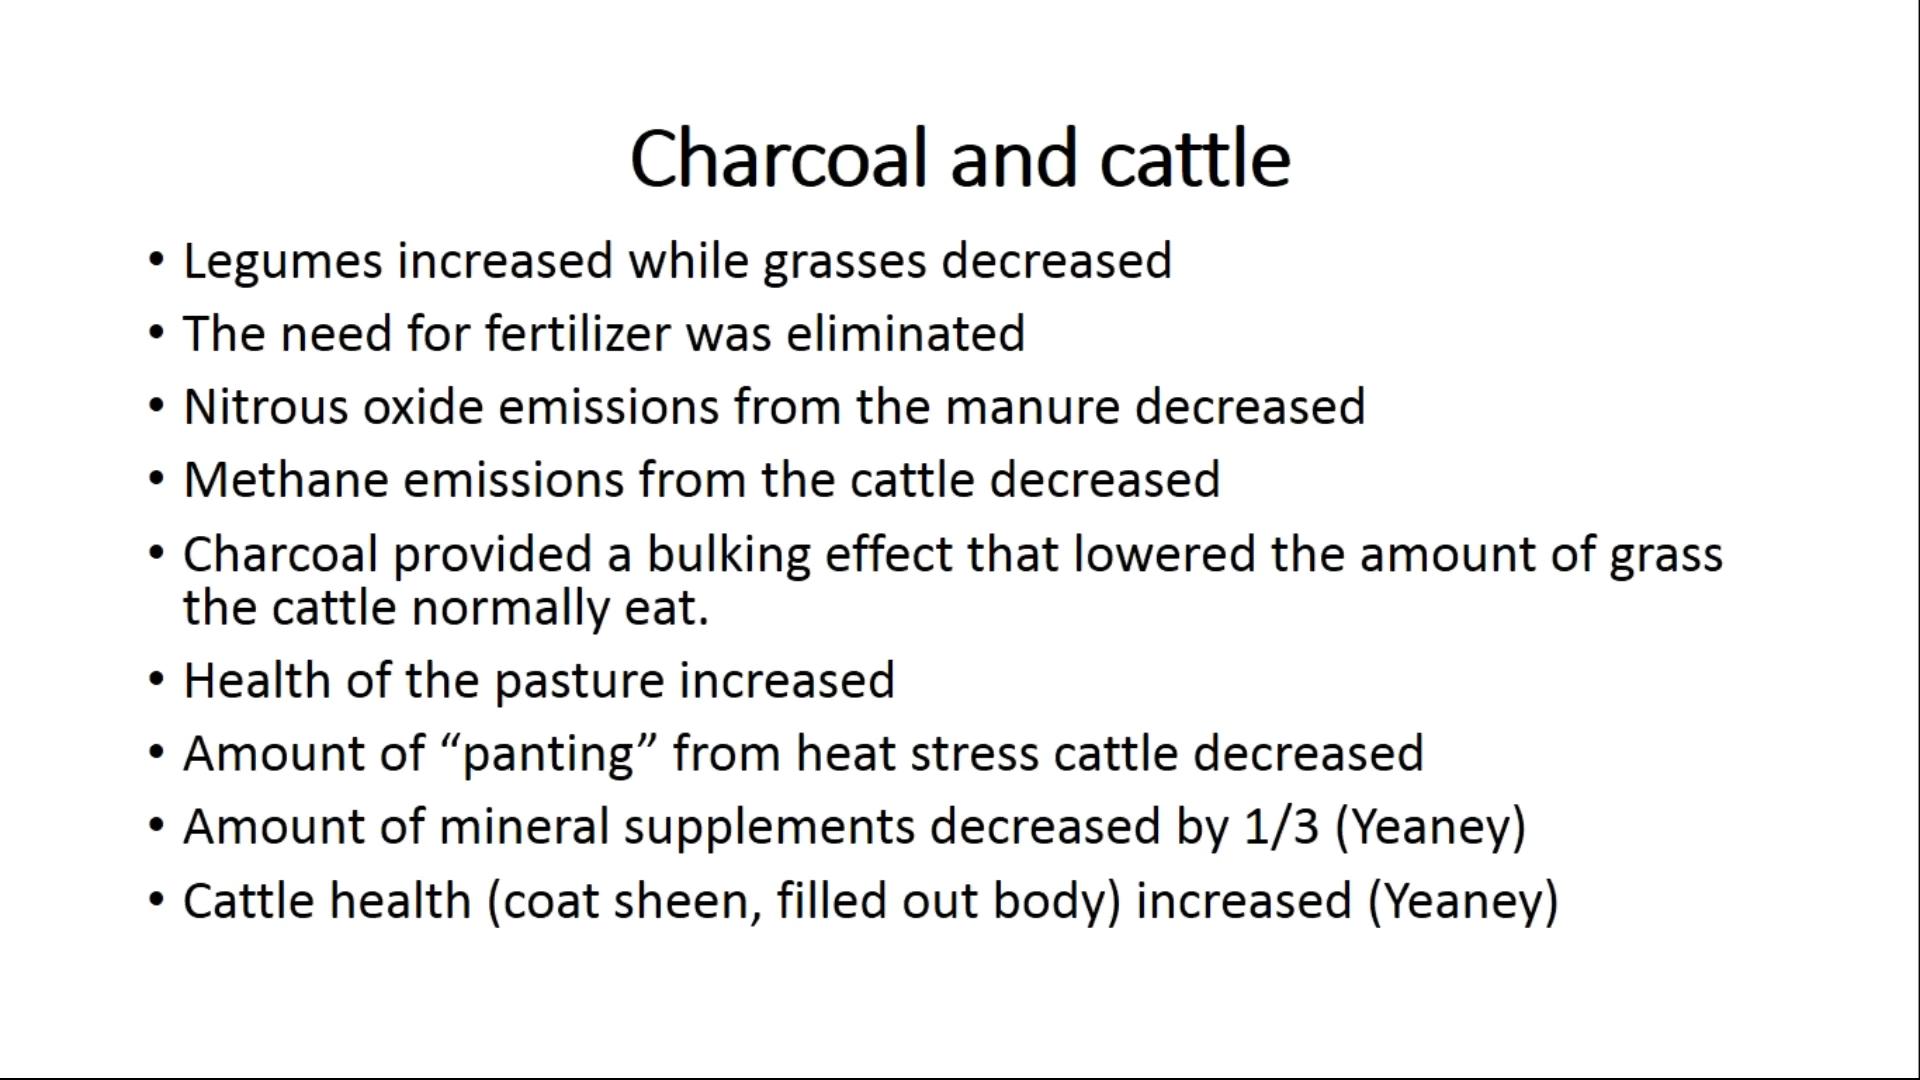 Charcoal and cattle
• Legumes increased while grasses decreased
• The need for fertilizer was eliminated
• Nitrous oxide emissions from the manure decreased
• Methane emissions from the cattle decreased
• Charcoal provided a bulking effect that lowered the amount of grass
the cattle normally eat.
• Health of the pasture increased
• Amount of “panting” from heat stress cattle decreased
• Amount of mineral supplements decreased by 1/3 (Yeaney)
• Cattle health (coat sheen, filled out body) increased (Yeaney)